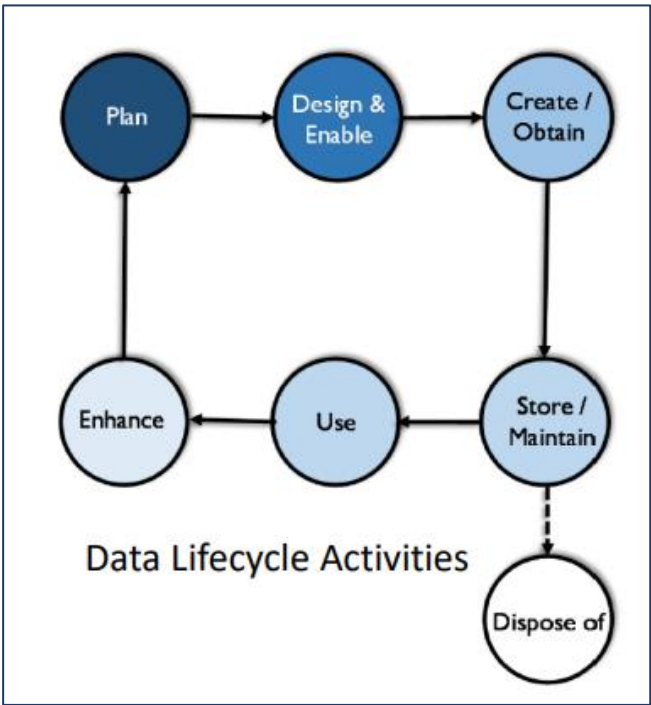 Plan
Design &
Enable
Create /
Obtain
Enhance
Use
Store /
Maintain
Data Lifecycle Activities
Dispose of